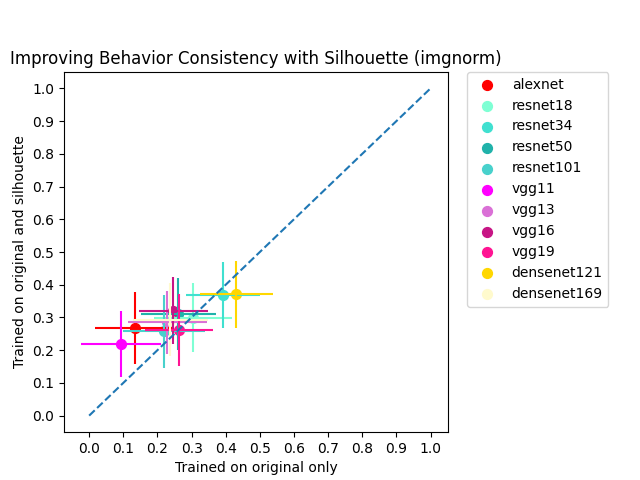 Improving Behavior Consistency with Silhouette (imgnorm)
1.0
0.9
0.8
0.7
0.6
0.5
0.4
0.3
0.2
0.1
0.0
Trained on original and silhouette
0.0 0.1 0.2 0.3 0.4 0.5 0.6 0.7 0.8 0.9 1.0
Trained on original only
alexnet
resnet18
resnet34
resnet50
resnet101
vgg11
vgg13
vgg16
vgg19
densenet121
densenet169